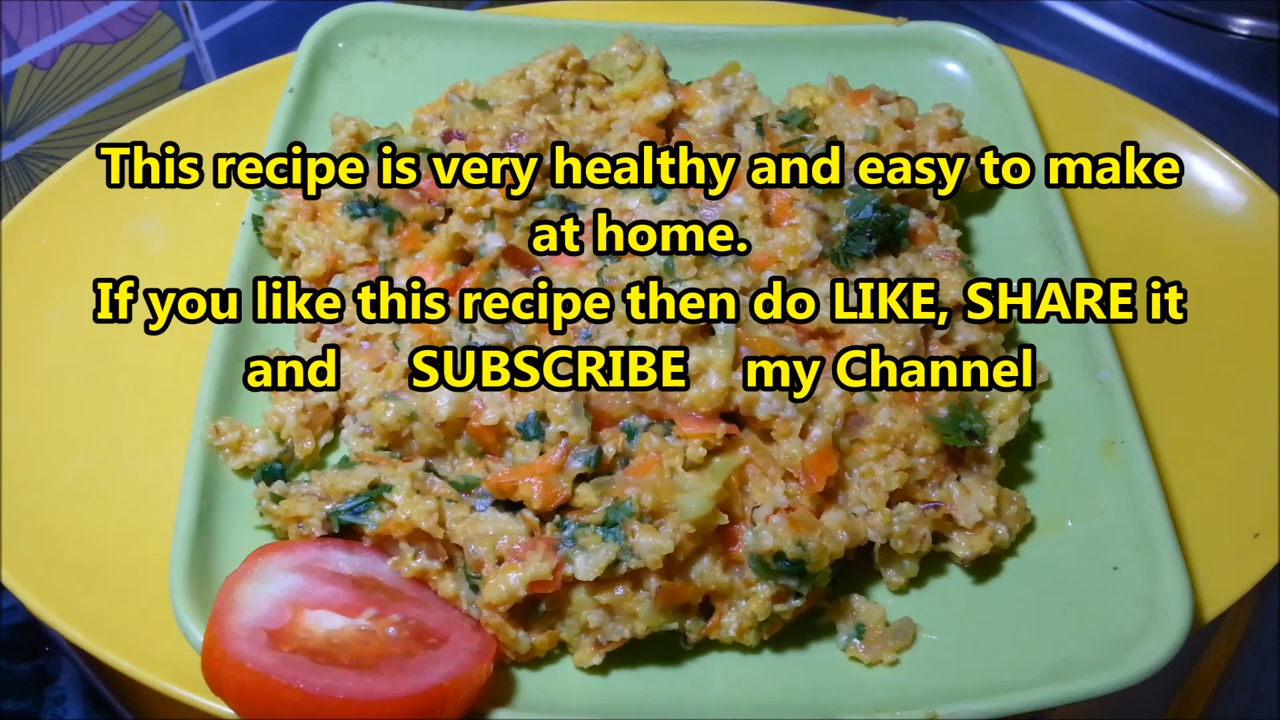 This recipe is very healthy and easy to make
at home.
If you like this recipe then do LIKE, SHARE it
and SUBSCRIBE my Channel